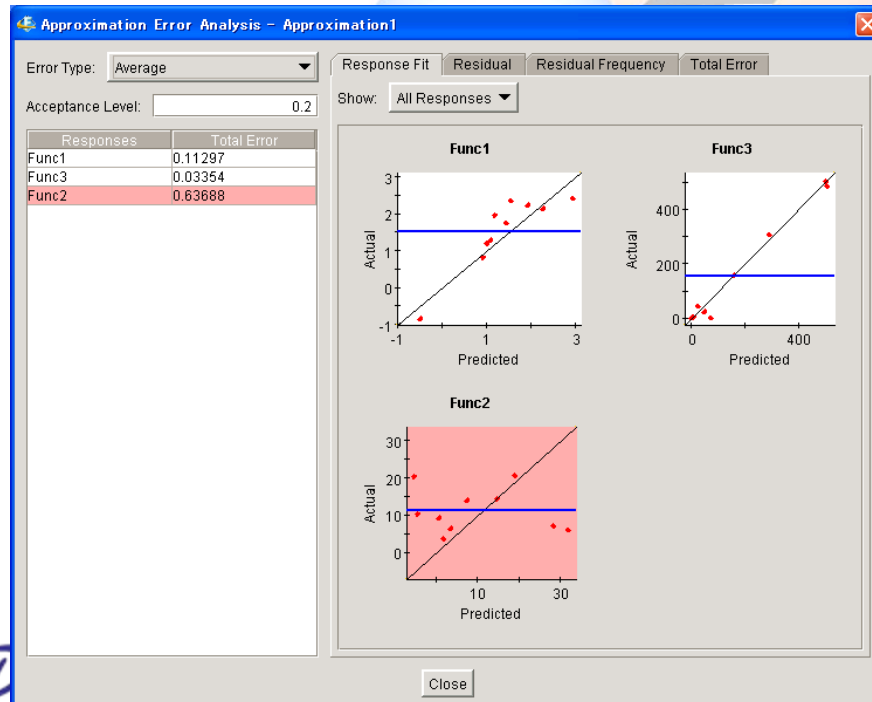 Approximation Error Analysis - Approximation1
Error Type: Average
Acceptance Level: 0.2
Responses Total Error
Func1 0.11297
Func3 0.03354
Func2 0.63688
Response Fit Residual Residual Frequency Total Error
Show: All Responses
Func1
3
2
1
0
-1
Actual
-1 1 3
Predicted
Func3
400
200
0
Actual
0 400
Predicted
Func2
30
20
10
0
Actual
10 30
Predicted
Close